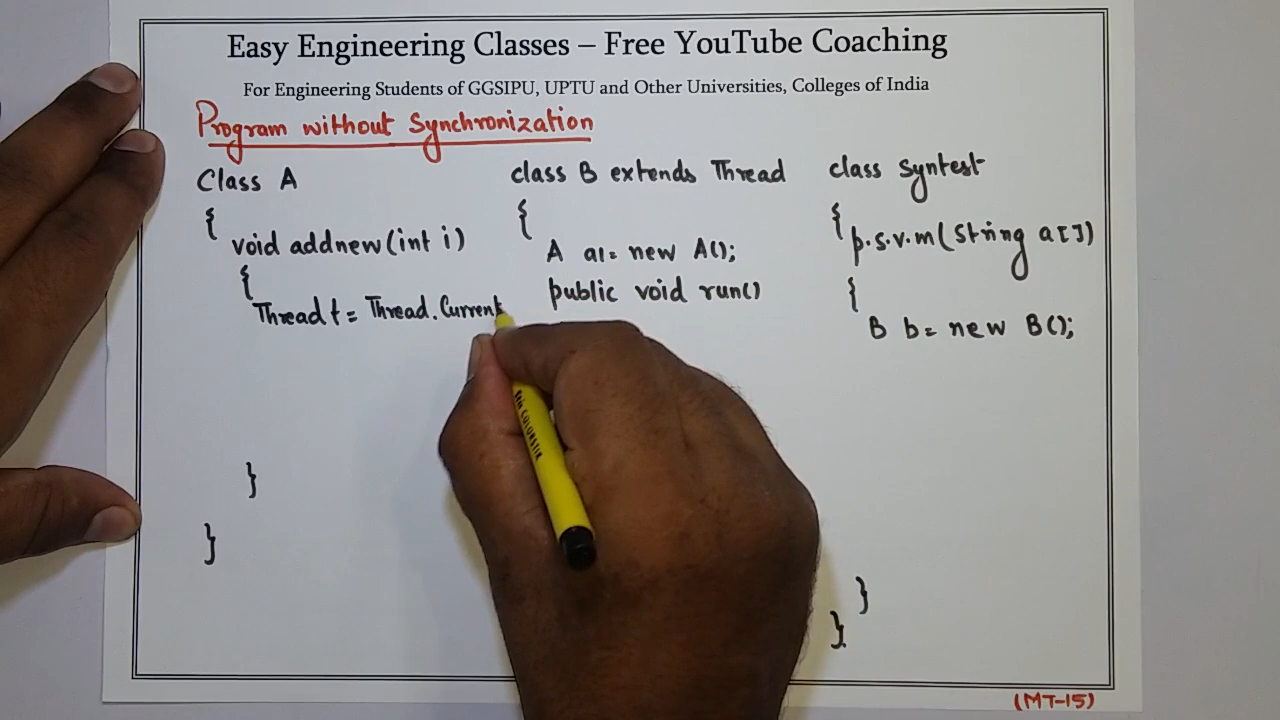 Easy Engineering Classes – Free YouTube Coaching
For Engineering Students of GGSIPU, UPTU and Other Universities, Colleges of India
Program without Synchronization
Class A
{
void addnew(int i)
{
Thread t = Thread.Current
}
}
class B extends Thread
{
A a1= new A();
public void run()
class Syntest
{
p.s.v.m(String a[])
{
B b= new B();
}
}
(MT-15)